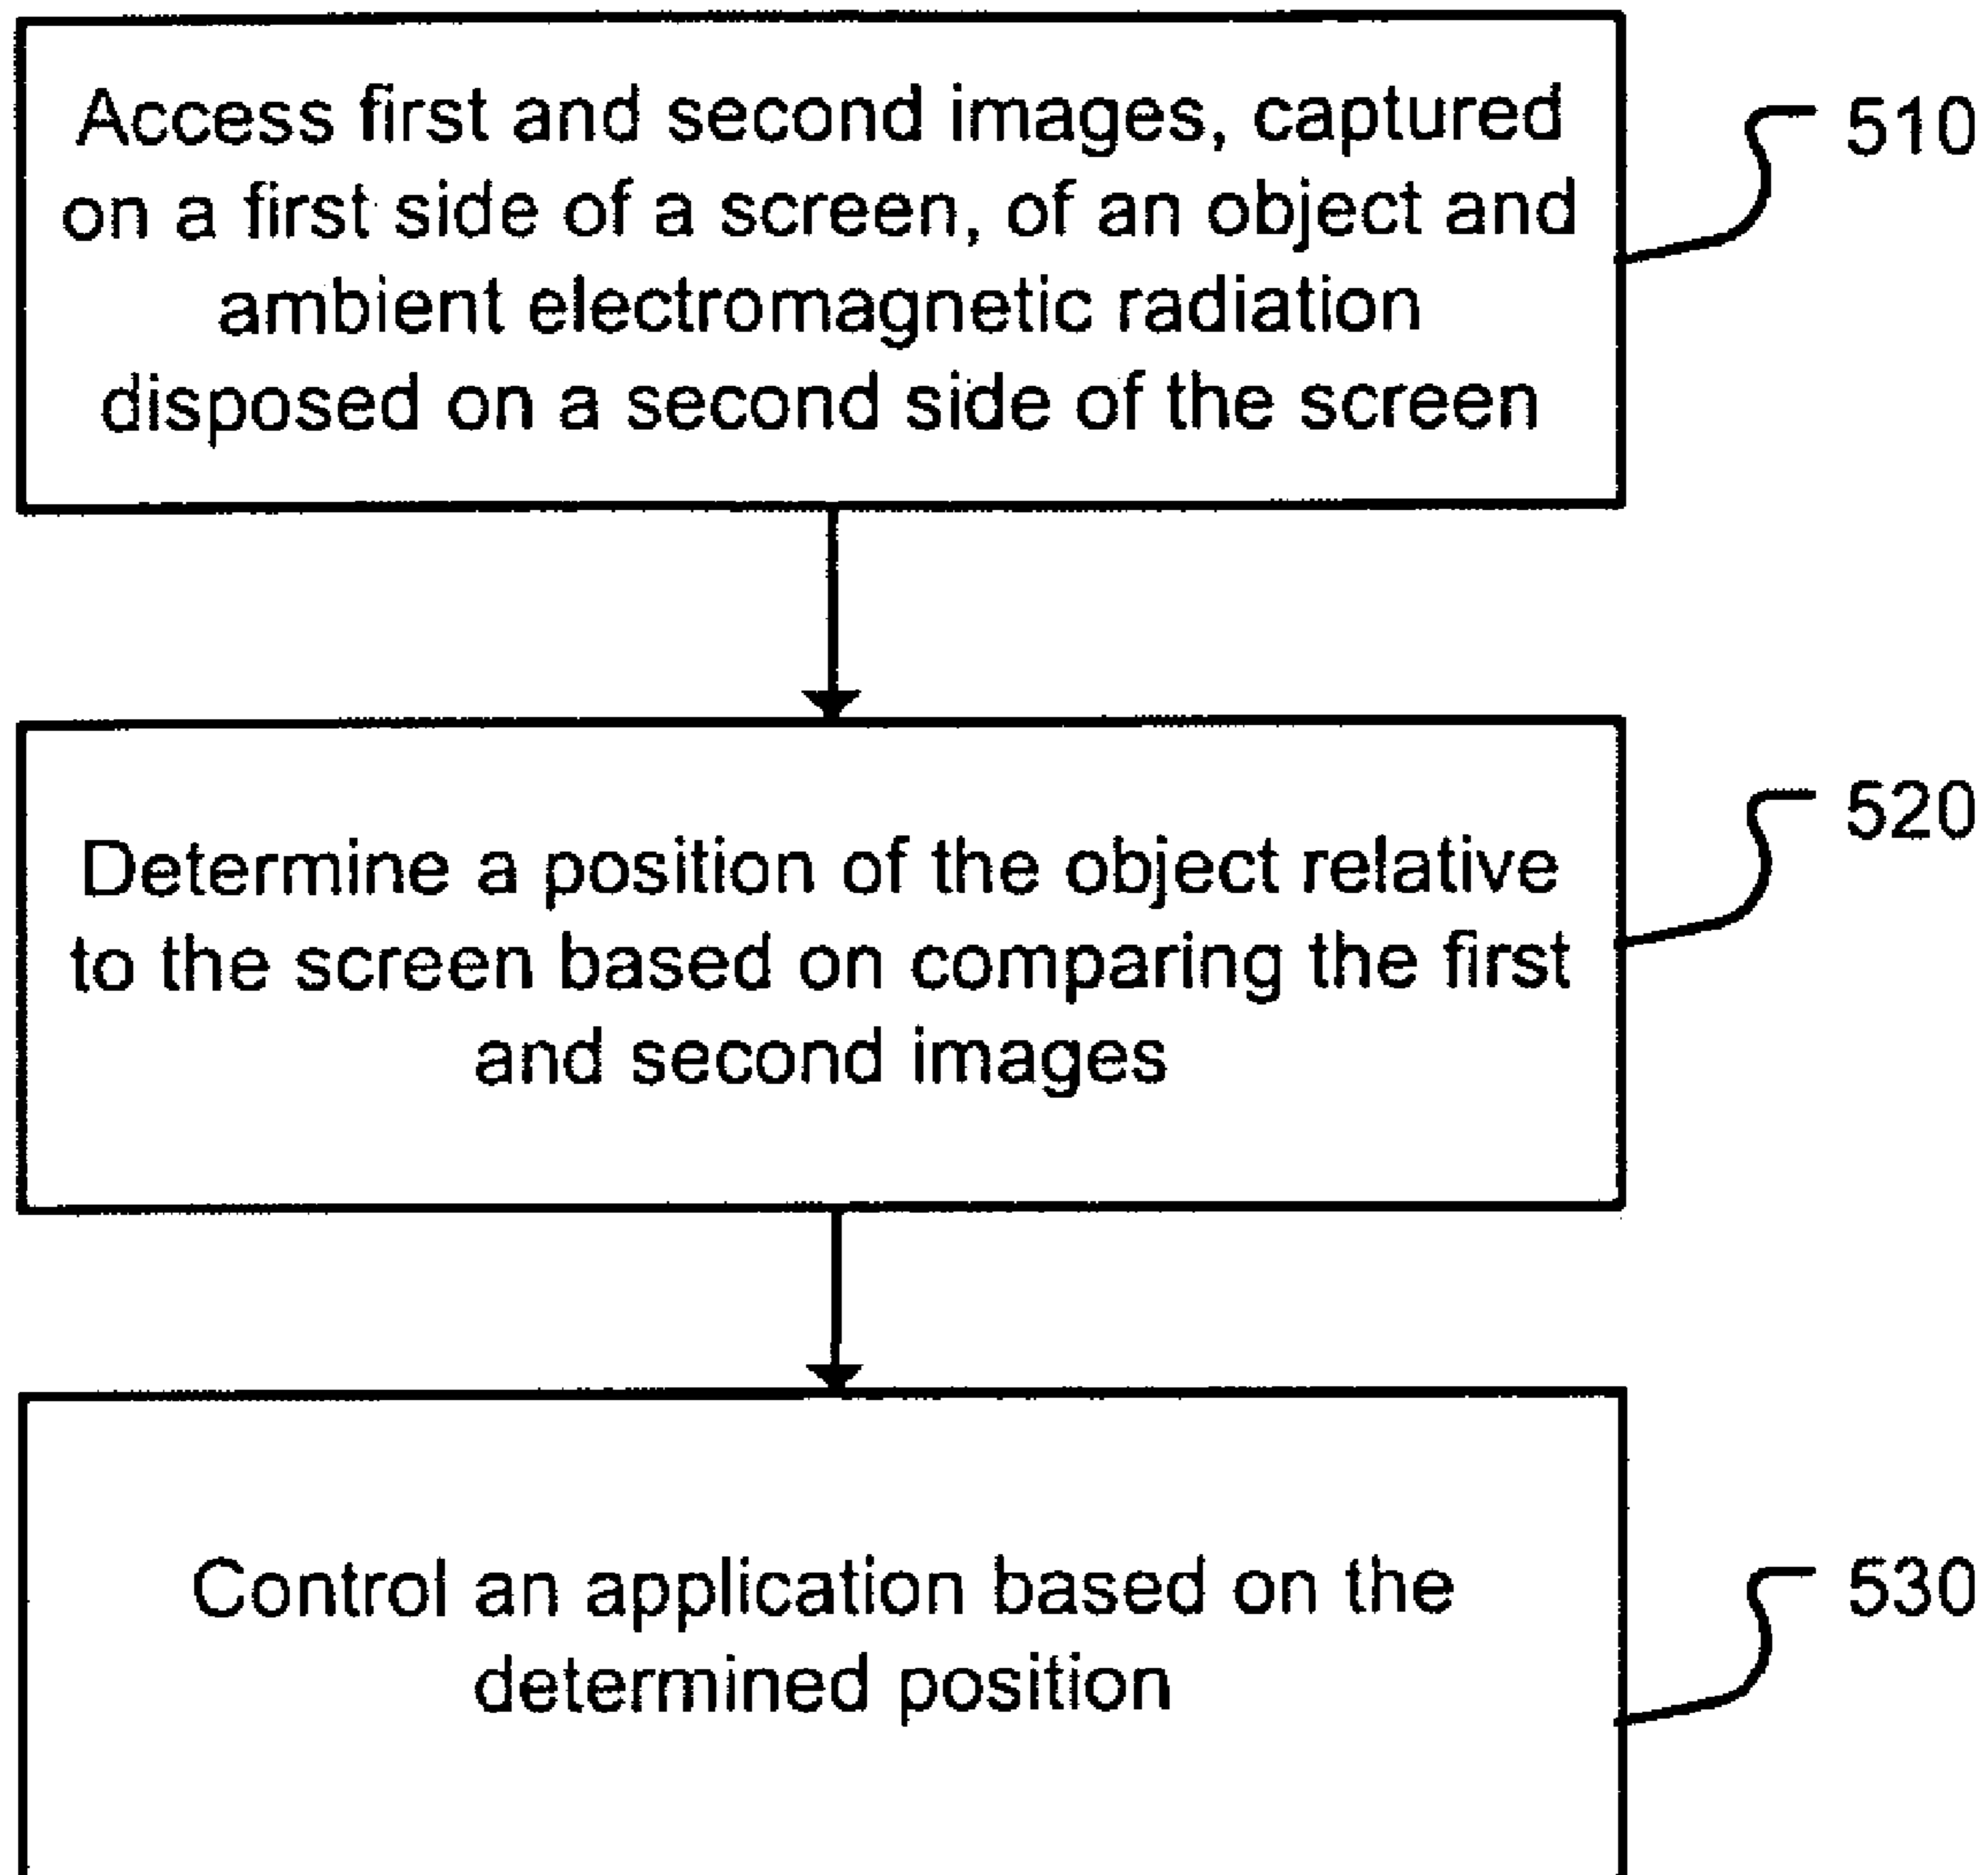 Access first and second images, captured
on a first side of a screen, of an object and
ambient electromagnetic radiation
disposed on a second side of the screen
510
Determine a position of the object relative
to the screen based on comparing the first
and second images
520
Control an application based on the
determined position
530